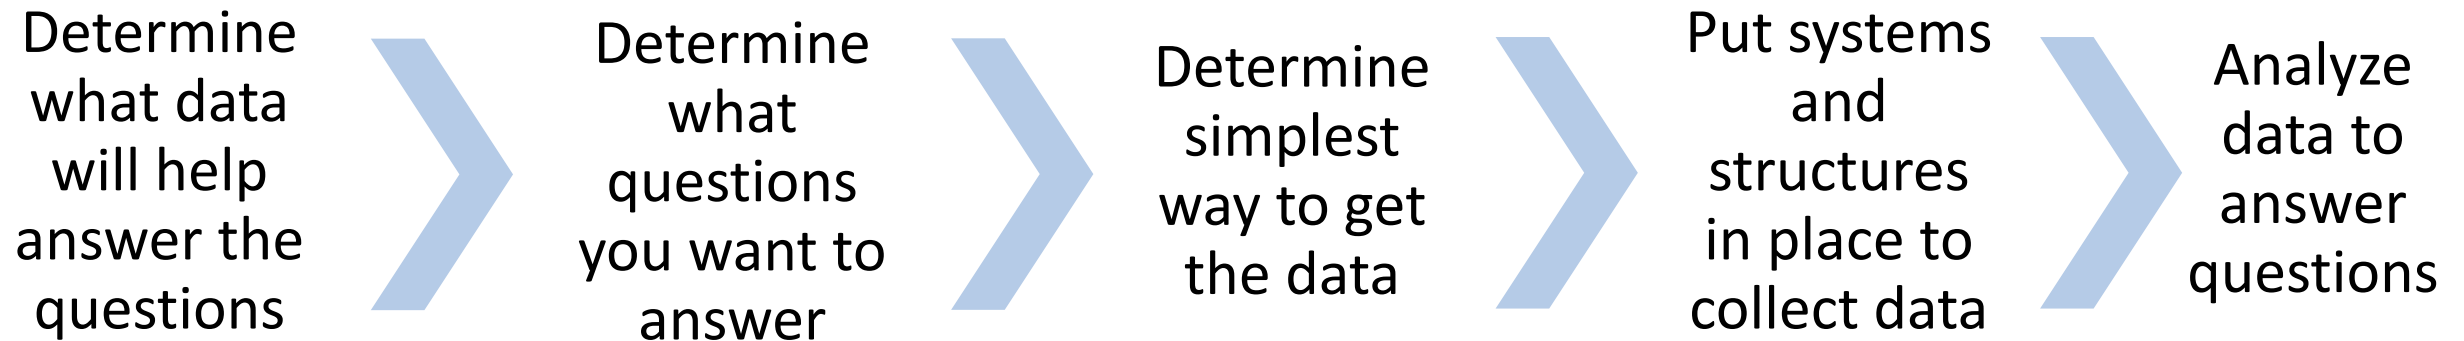 Determine
what data
will help
answer the
questions
Determine
what
questions
you want to
answer
Determine
simplest
way to get
the data
Put systems
and
structures
in place to
collect data
Analyze
data to
answer
questions